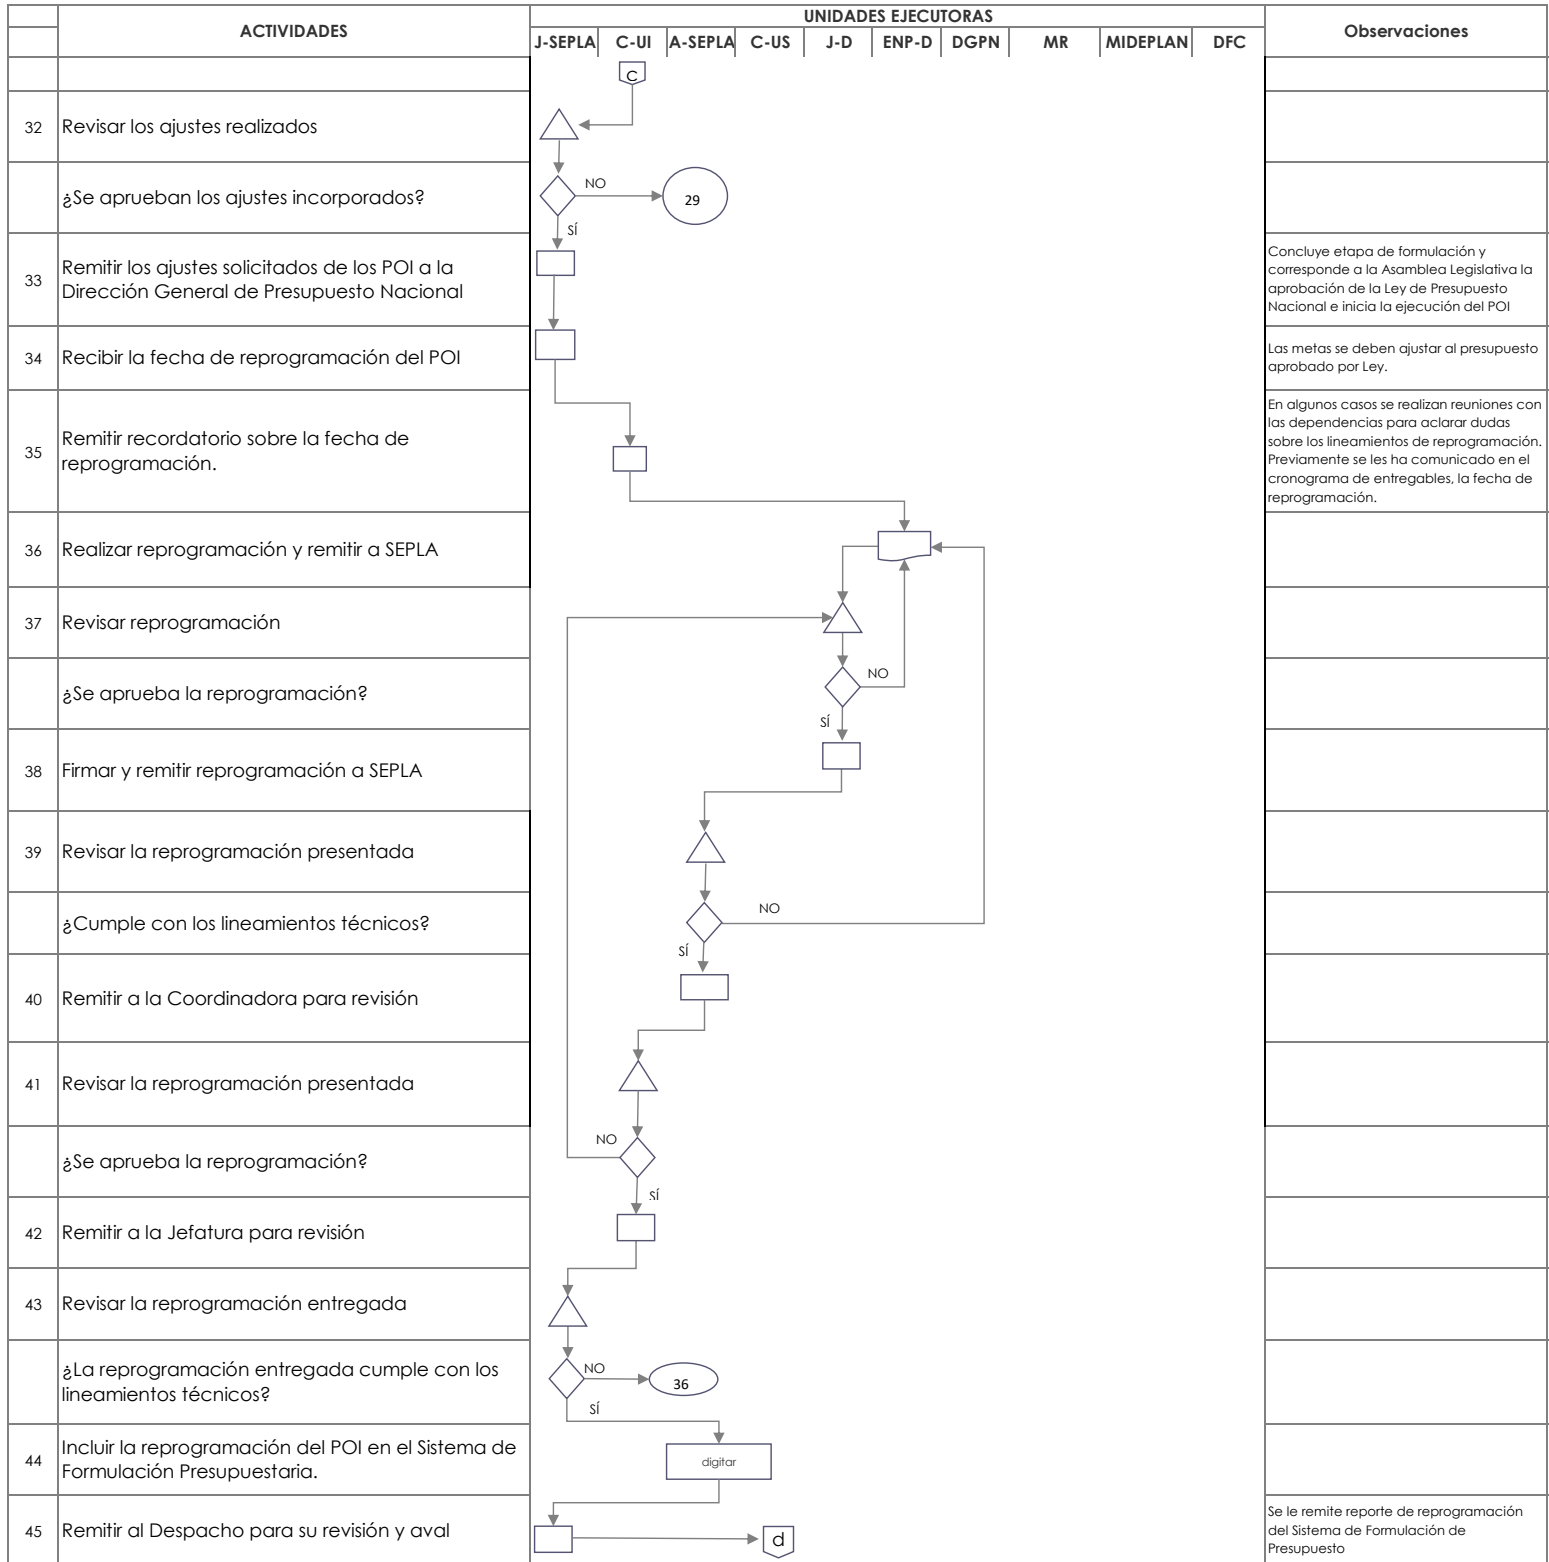 ACTIVIDADES
UNIDADES EJECUTORAS
Observaciones
J-SEPLA C-UI A-SEPLA C-US J-D ENP-D DGPN MR MIDEPLAN DFC
C
32 Revisar los ajustes realizados
¿Se aprueban los ajustes incorporados?
NO
29
SÍ
33 Remitir los ajustes solicitados de los POI a la
Dirección General de Presupuesto Nacional
Concluye etapa de formulación y
corresponde a la Asamblea Legislativa la
aprobación de la Ley de Presupuesto
Nacional e inicia la ejecución del POI
34 Recibir la fecha de reprogramación del POI
Las metas se deben ajustar al presupuesto
aprobado por Ley.
35 Remitir recordatorio sobre la fecha de
reprogramación.
En algunos casos se realizan reuniones con
las dependencias para aclarar dudas
sobre los lineamientos de reprogramación.
Previamente se les ha comunicado en el
cronograma de entregables, la fecha de
reprogramación.
36 Realizar reprogramación y remitir a SEPLA
37 Revisar reprogramación
¿Se aprueba la reprogramación?
NO
SÍ
38 Firmar y remitir reprogramación a SEPLA
39 Revisar la reprogramación presentada
¿Cumple con los lineamientos técnicos?
NO
SÍ
40 Remitir a la Coordinadora para revisión
41 Revisar la reprogramación presentada
¿Se aprueba la reprogramación?
NO
SÍ
42 Remitir a la Jefatura para revisión
43 Revisar la reprogramación entregada
¿La reprogramación entregada cumple con los
lineamientos técnicos?
NO
36
SÍ
44 Incluir la reprogramación del POI en el Sistema de
Formulación Presupuestaria.
digitar
45 Remitir al Despacho para su revisión y aval
d
Se le remite reporte de reprogramación
del Sistema de Formulación de
Presupuesto